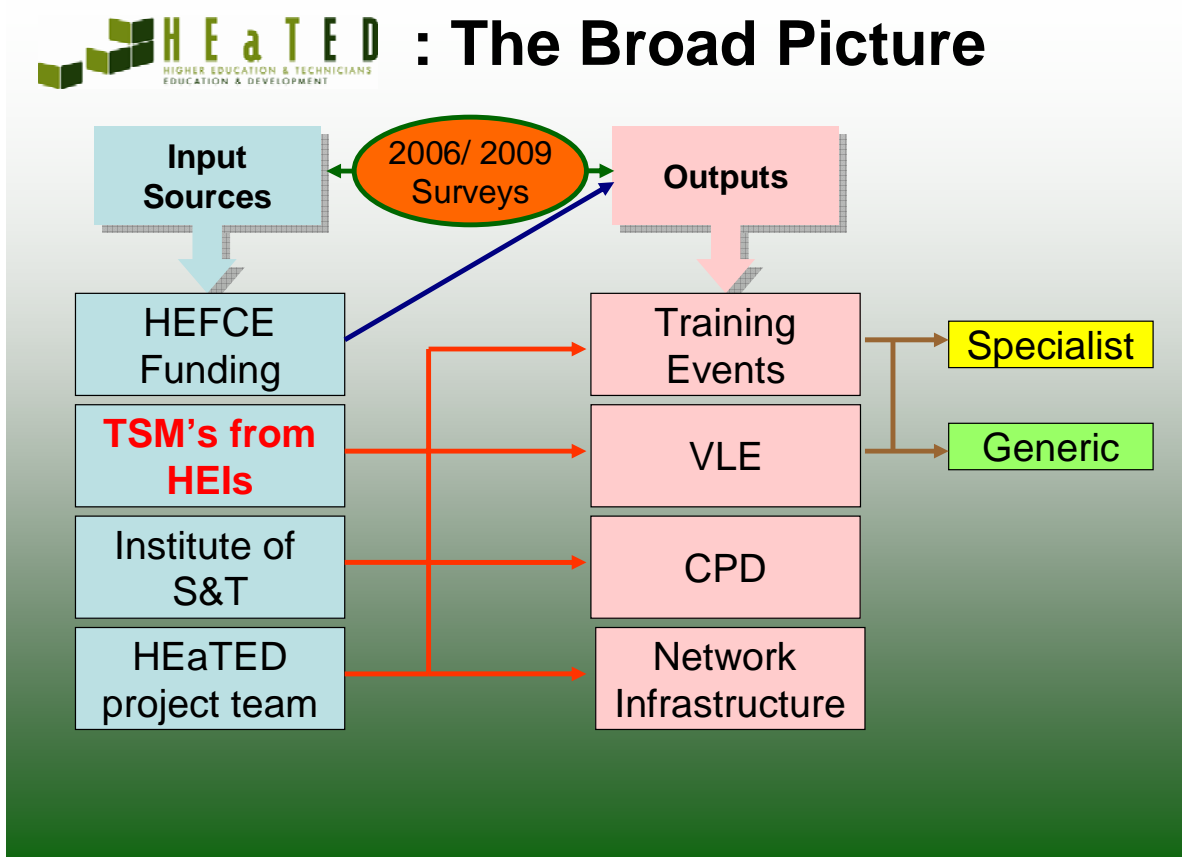 HEaTED : The Broad Picture
HIGHER EDUCATION & TECHNICIANS
EDUCATION & DEVELOPMENT
Input
Sources
2006/ 2009
Surveys
Outputs
HEFCE
Funding
TSM's from
HEIs
Institute of
S&T
HEaTED
project team
Training
Events
VLE
CPD
Network
Infrastructure
Specialist
Generic